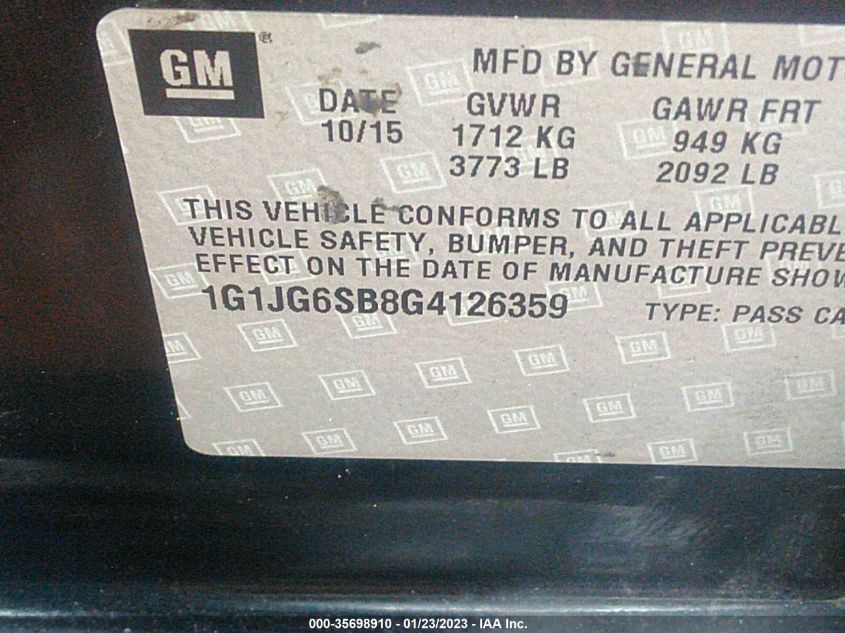 GM ®
MFD BY GENERAL MOT
DATE GVWR GAWR FRT
10/15 1712 KG 949 KG
3773 LB 2092 LB
THIS VEHICLE CONFORMS TO ALL APPLICABL
VEHICLE SAFETY, BUMPER, AND THEFT PREVE
EFFECT ON THE DATE OF MANUFACTURE SHOW
1G1JG6SB8G4126359 TYPE: PASS CA
000-35698910 - 01/23/2023 - IAA Inc.